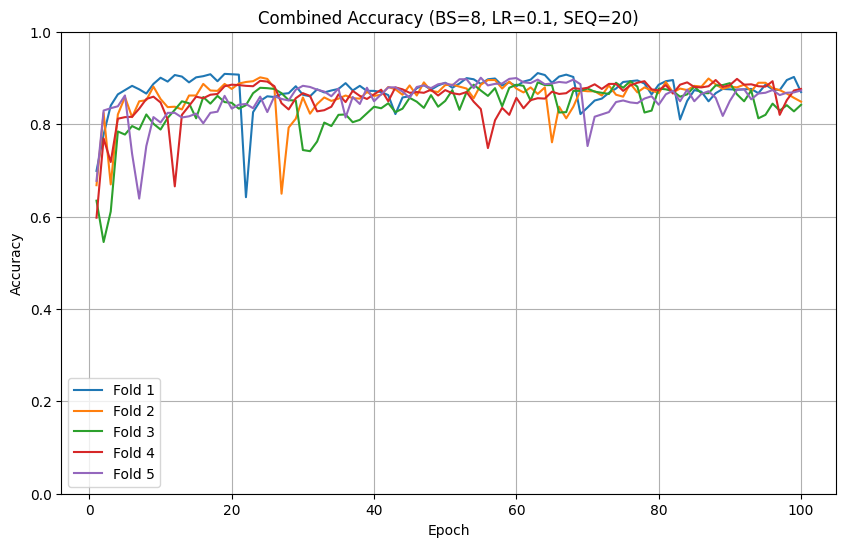 Combined Accuracy (BS=8, LR=0.1, SEQ=20)
1.0
0.8
0.6
0.4
0.2
0.0
Accuracy
Fold 1
Fold 2
Fold 3
Fold 4
Fold 5
0 20 40 60 80 100
Epoch